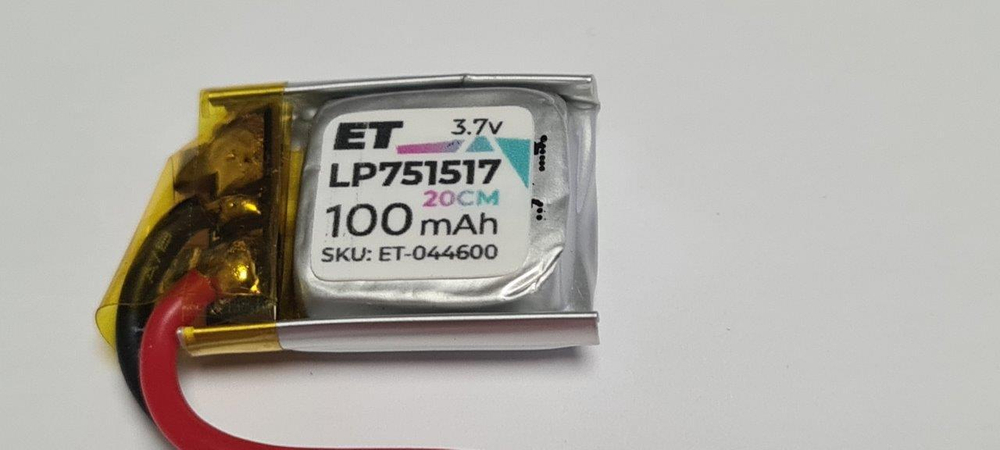 ET 3.7v
LP751517
20CM
100 mAh
SKU: ET-044600